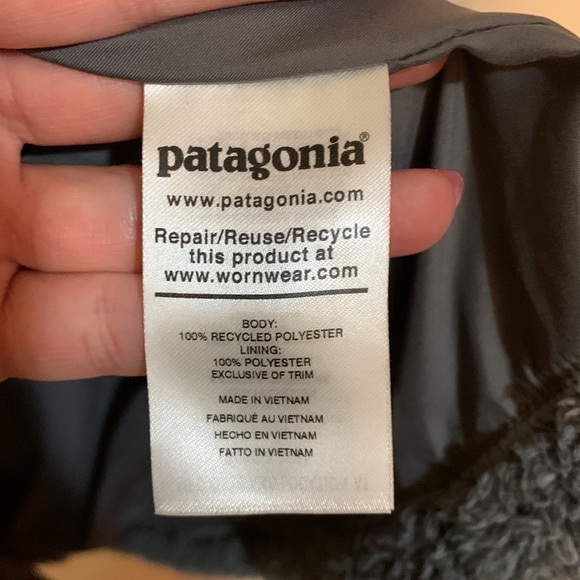 patagonia®
www.patagonia.com
Repair/Reuse/Recycle
this product at
www.wornwear.com
BODY:
100% RECYCLED POLYESTER
LINING:
100% POLYESTER
EXCLUSIVE OF TRIM
MADE IN VIETNAM
FABRIQUÉ AU VIETNAM
HECHO EN VIETNAM
FATTO IN VIETNAM